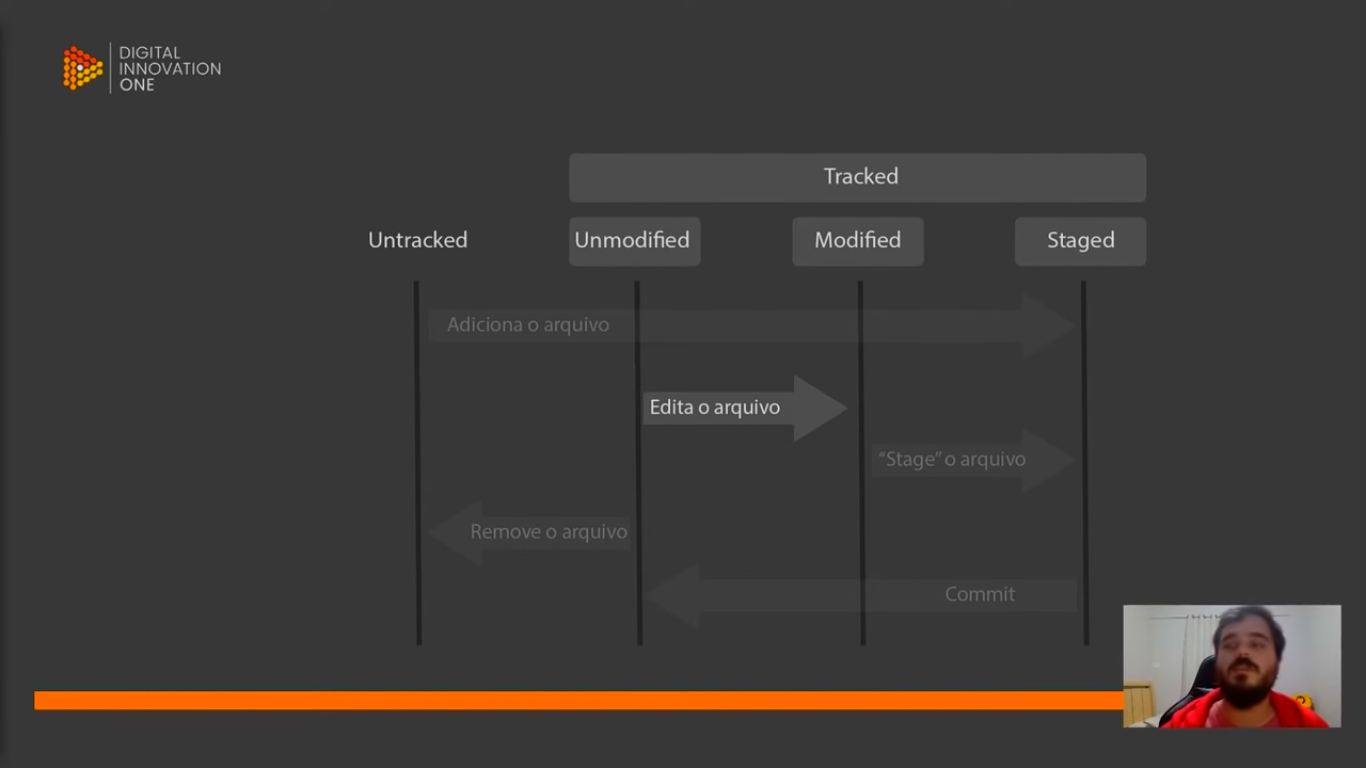 DIGITAL
INNOVATION
ONE
Tracked
Untracked
Unmodified
Modified
Staged
Adiciona o arquivo
Edita o arquivo
“Stage” o arquivo
Remove o arquivo
Commit